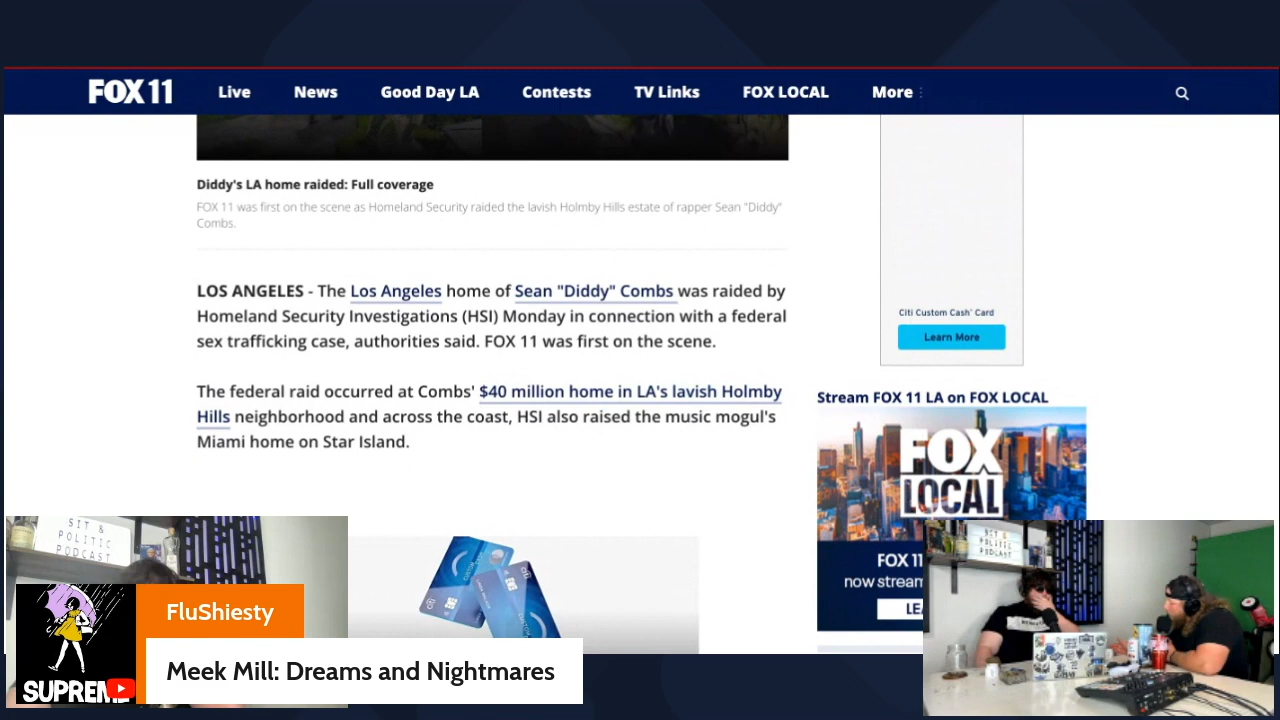 FOX 11
Live
News
Good Day LA
Contests
TV Links
FOX LOCAL
More
Diddy's LA home raided: Full coverage
FOX 11 was first on the scene as Homeland Security raided the lavish Holmby Hills estate of rapper Sean "Diddy"
Combs.
LOS ANGELES - The Los Angeles home of Sean "Diddy" Combs was raided by
Homeland Security Investigations (HSI) Monday in connection with a federal
sex trafficking case, authorities said. FOX 11 was first on the scene.
The federal raid occurred at Combs' $40 million home in LA's lavish Holmby
Hills neighborhood and across the coast, HSI also raised the music mogul's
Miami home on Star Island.
Citi Custom Cash® Card
Learn More
Stream FOX 11 LA on FOX LOCAL
FOX
LOCAL
FOX 11
now stream
LE
SIT &
POLITIC
PODCAST
SUPREM
FluShiesty
Meek Mill: Dreams and Nightmares
SIT &
POLITIC
PODCAST